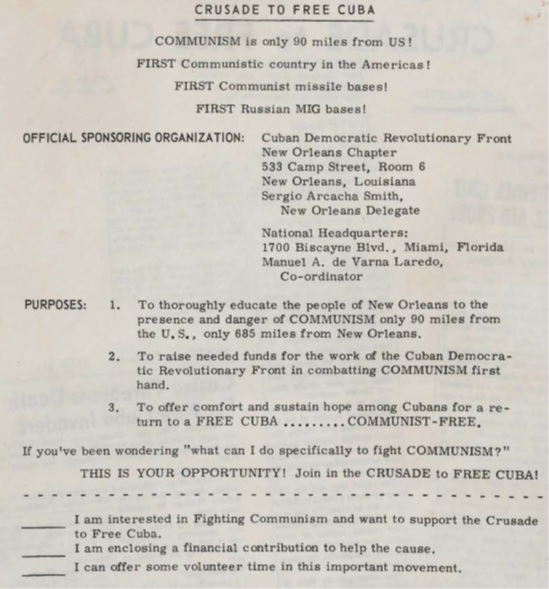 CRUSADE TO FREE CUBA
COMMUNISM is only 90 miles from US!
FIRST Communistic country in the Americas!
FIRST Communist missile bases!
FIRST Russian MIG bases!
OFFICIAL SPONSORING ORGANIZATION: Cuban Democratic Revolutionary Front
New Orleans Chapter
533 Camp Street, Room 6
New Orleans, Louisiana
Sergio Arcacha Smith,
New Orleans Delegate
National Headquarters:
1700 Biscayne Blvd., Miami, Florida
Manuel A. de Varna Laredo,
Co-ordinator
PURPOSES: 1. To thoroughly educate the people of New Orleans to the
presence and danger of COMMUNISM only 90 miles from
the U.S., only 685 miles from New Orleans.
2. To raise needed funds for the work of the Cuban Democra-
tic Revolutionary Front in combatting COMMUNISM first
hand.
3. To offer comfort and sustain hope among Cubans for a re-
turn to a FREE CUBA .........COMMUNIST-FREE.
If you've been wondering "what can I do specifically to fight COMMUNISM?"
THIS IS YOUR OPPORTUNITY! Join in the CRUSADE to FREE CUBA!
I am interested in Fighting Communism and want to support the Crusade
to Free Cuba.
I am enclosing a financial contribution to help the cause.
I can offer some volunteer time in this important movement.